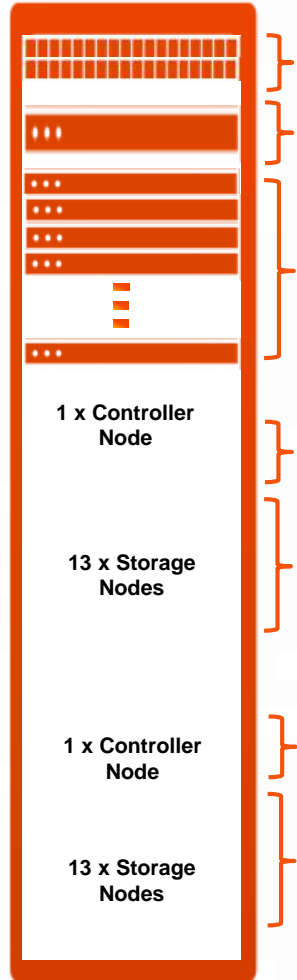 1 x Controller
Node
13 x Storage
Nodes
1 x Controller
Node
13 x Storage
Nodes